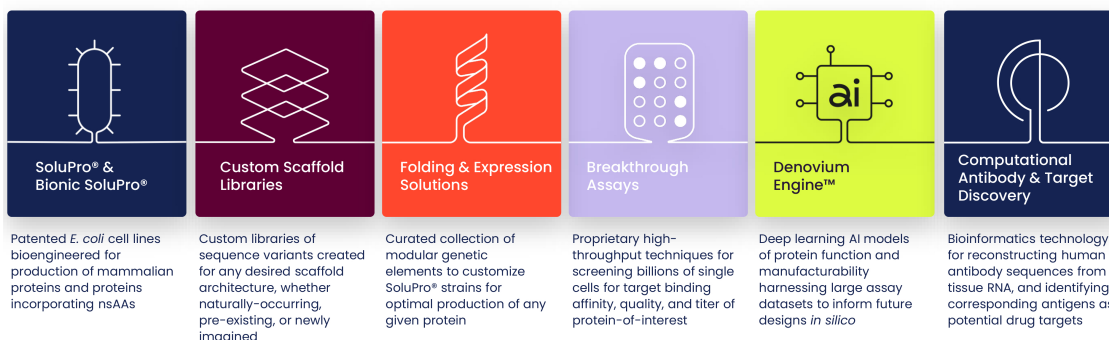 ai
SoluPro® &
Bionic SoluPro®
Patented E. coli cell lines
bioengineered for
production of mammalian
proteins and proteins
incorporating nsAAs
Custom Scaffold
Libraries
Custom libraries of
sequence variants created
for any desired scaffold
architecture, whether
naturally-occurring,
pre-existing, or newly
imagined
Folding & Expression
Solutions
Curated collection of
modular genetic
elements to customize
SoluPro® strains for
optimal production of any
given protein
Breakthrough
Assays
Proprietary high-
throughput techniques for
screening billions of single
cells for target binding
affinity, quality, and titer of
protein-of-interest
Denovium
Engine™
Deep learning AI models
of protein function and
manufacturability
harnessing large assay
datasets to inform future
designs in silico
Computational
Antibody & Target
Discovery
Bioinformatics technology
for reconstructing human
antibody sequences from
tissue RNA, and identifying
corresponding antigens as
potential drug targets